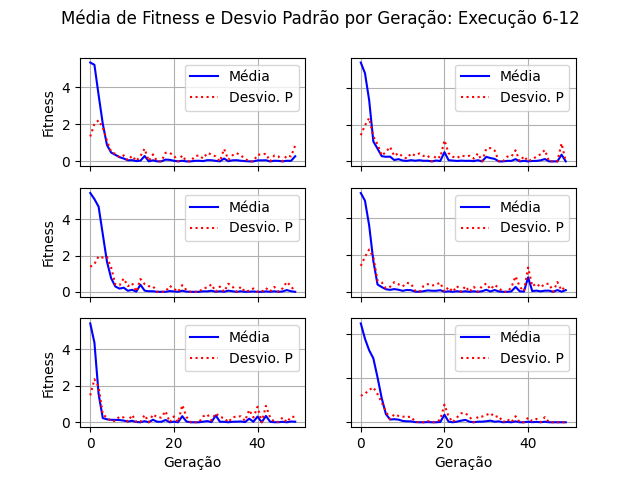 Média de Fitness e Desvio Padrão por Geração: Execução 6-12
Fitness
4
2
0
Média
Desvio. P
Média
Desvio. P
Fitness
4
2
0
Média
Desvio. P
Média
Desvio. P
Fitness
4
2
0
Média
Desvio. P
Média
Desvio. P
0 20 40
0 20 40
Geração
Geração